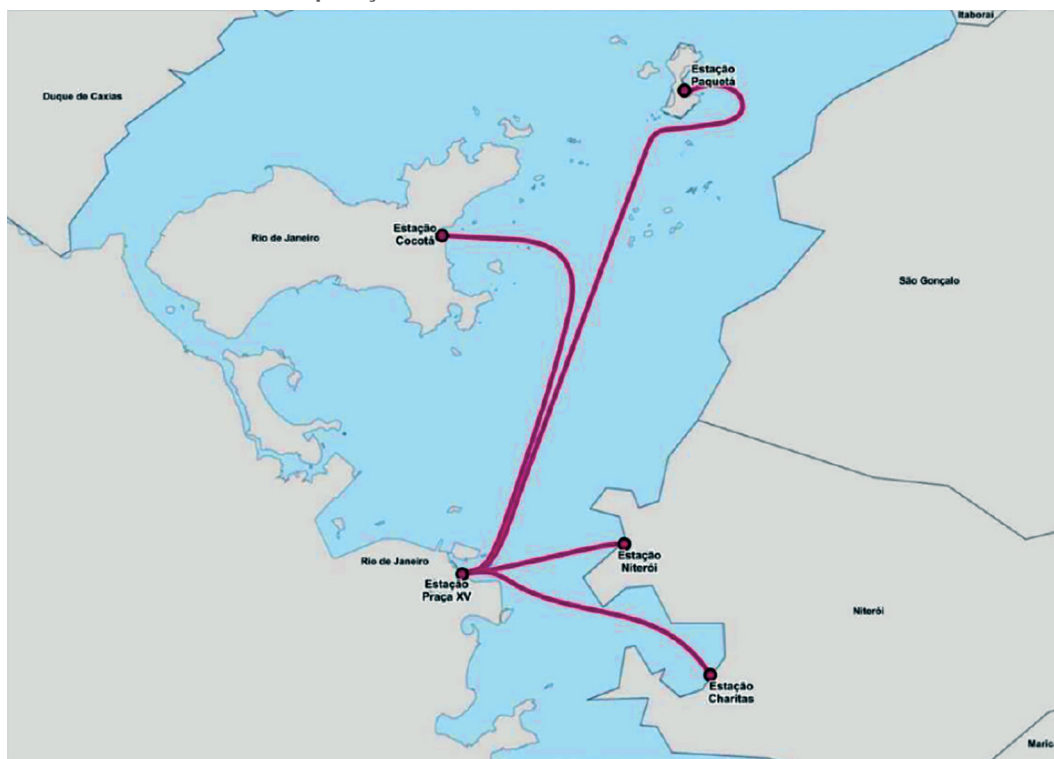 Itaboraí
Estação
Paquetá
Duque de Caxias
Estação
Cocotá
Rio de Janeiro
São Gonçalo
Rio de Janeiro
Estação
Praça XV
Estação
Niterói
Niterói
Estação
Charitas
Maric